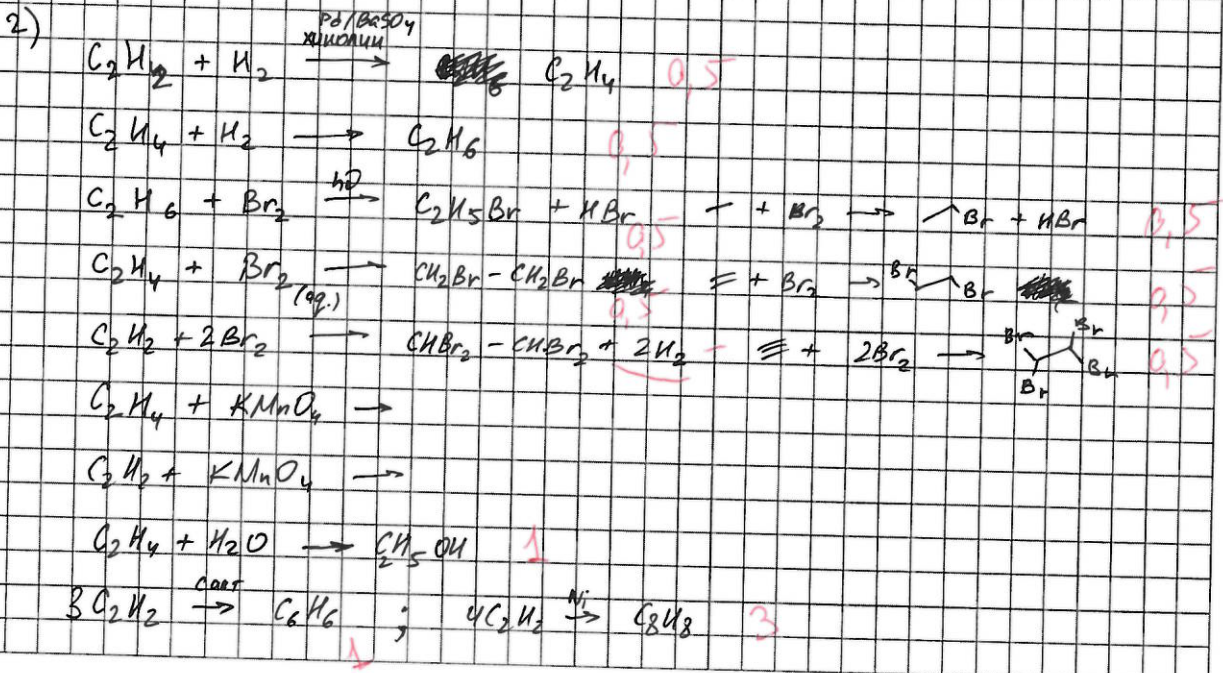 2)
Pd/BaSO₄
хинолин
C₂H₂ + H₂ → C₂H₄ 0,5
C₂H₄ + H₂ → C₂H₆ 0,5
hν
C₂H₆ + Br₂ → C₂H₅Br + HBr + Br₂ → Br + HBr 0,5
0,5
C₂H₄ + Br₂ (aq.) → CH₂Br – CH₂Br = + Br₂ → Br Br 0,5
0,5
C₂H₂ + 2Br₂ → CHBr₂ – CHBr₂ + 2H₂ – ≡ + 2Br₂ → Br Br Br Br 0,5
C₂H₄ + KMnO₄ →
C₂H₂ + KMnO₄ →
C₂H₄ + H₂O → C₂H₅OH 1
3C₂H₂ Cакт → C₆H₆ ; 4C₂H₂ Ni → C₈H₈ 3
1